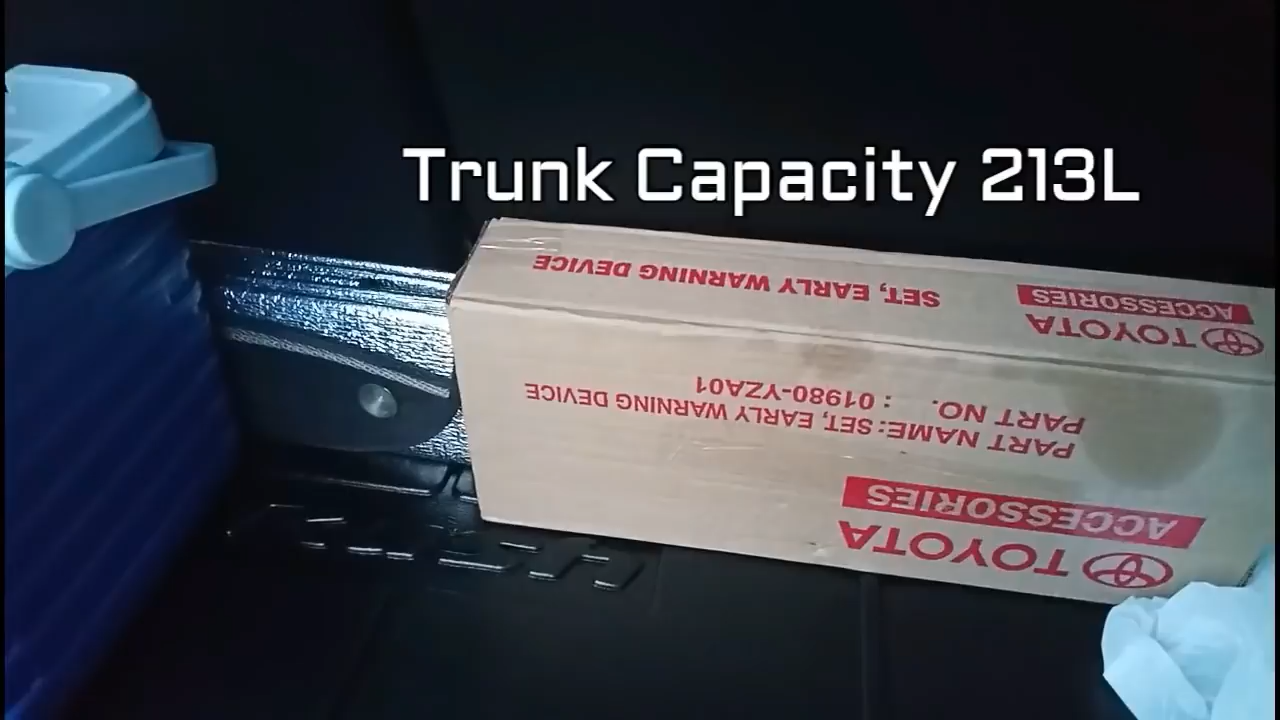 Trunk Capacity 213L
SET, EARLY WARNING DEVICE
TOYOTA
ACCESSORIES
TOYOTA
ACCESSORIES
PART NAME: SET, EARLY WARNING DEVICE
PART NO. : 01980-YZA01